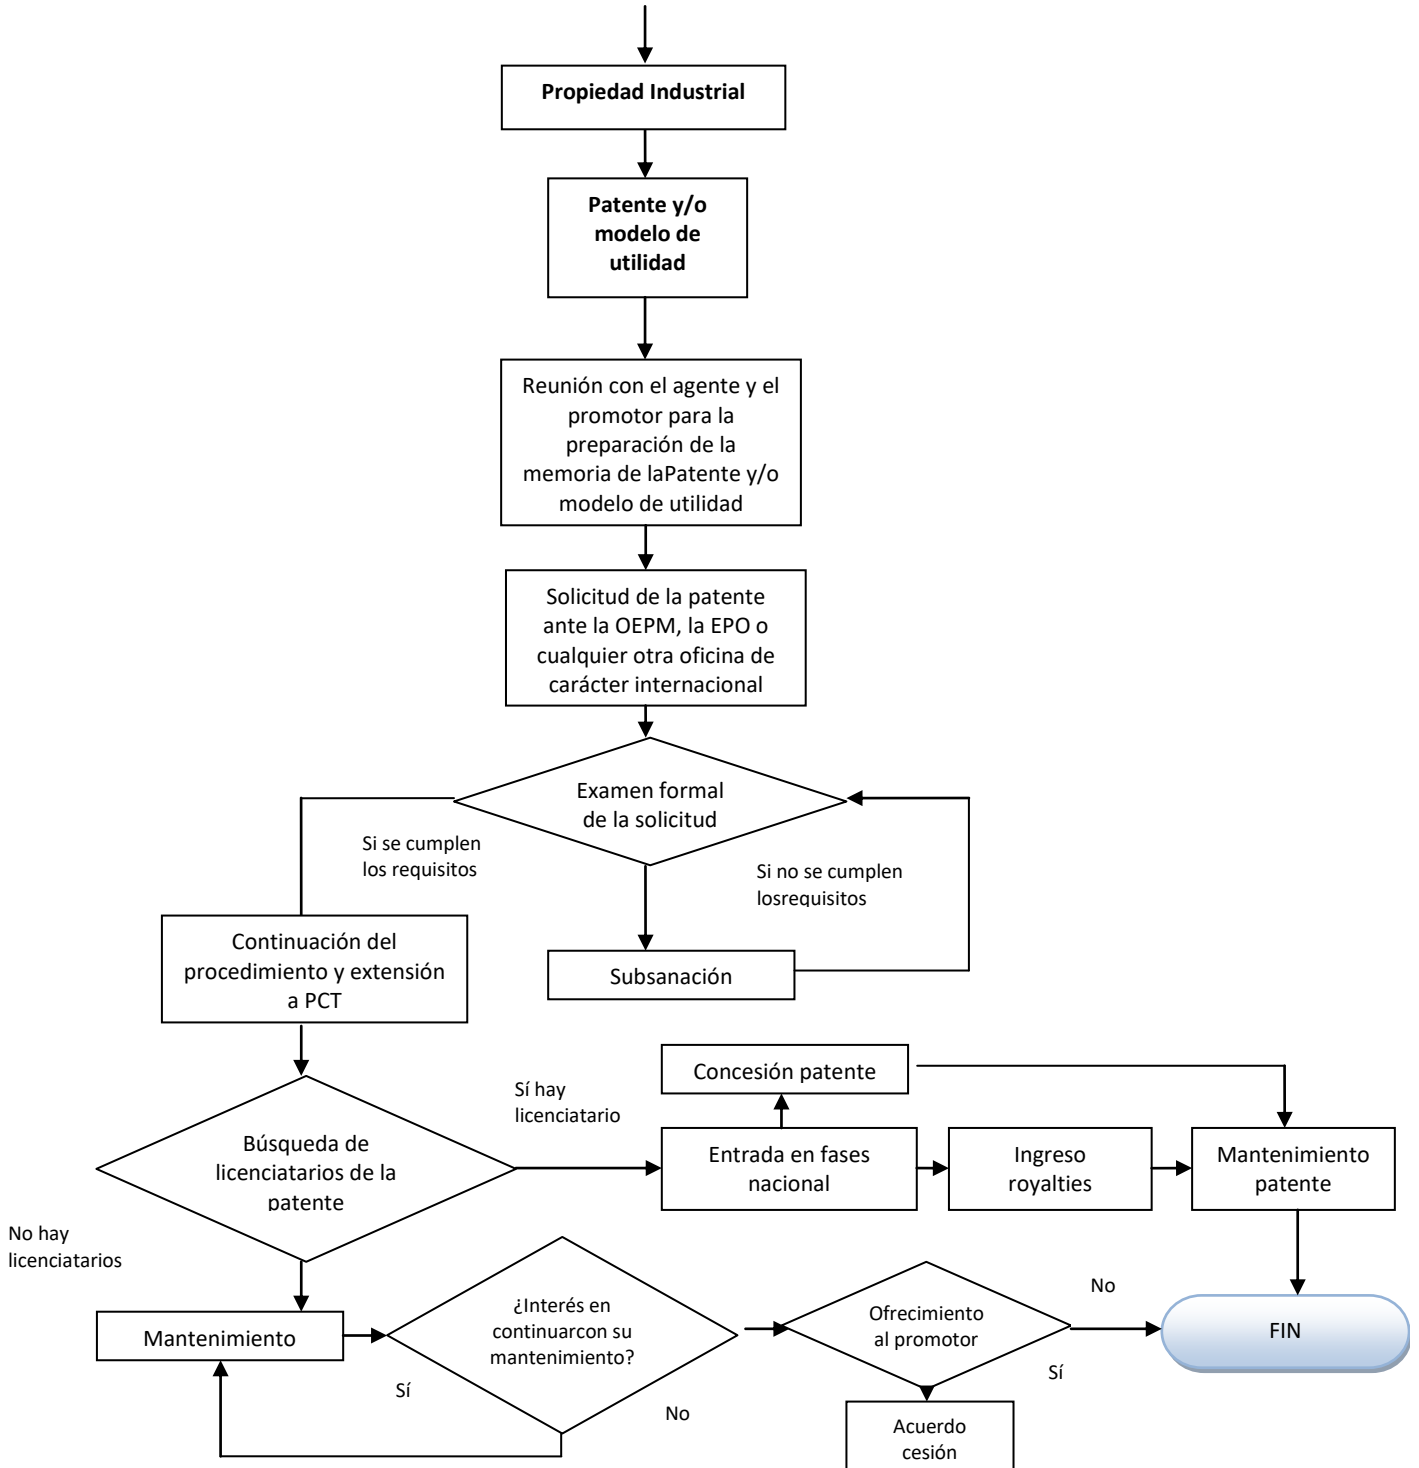 Propiedad Industrial
Patente y/o
modelo de
utilidad
Reunión con el agente y el
promotor para la
preparación de la
memoria de laPatente y/o
modelo de utilidad
Solicitud de la patente
ante la OEPM, la EPO o
cualquier otra oficina de
carácter internacional
Examen formal
de la solicitud
Si se cumplen
los requisitos
Si no se cumplen
losrequisitos
Continuación del
procedimiento y extensión
a PCT
Subsanación
Concesión patente
Sí hay
licenciatario
Búsqueda de
licenciatarios de la
patente
Entrada en fases
nacional
Ingreso
royalties
Mantenimiento
patente
No hay
licenciatarios
Mantenimiento
¿Interés en
continuarcon su
mantenimiento?
Ofrecimiento
al promotor
No
FIN
Sí
Sí
No
Acuerdo
cesión